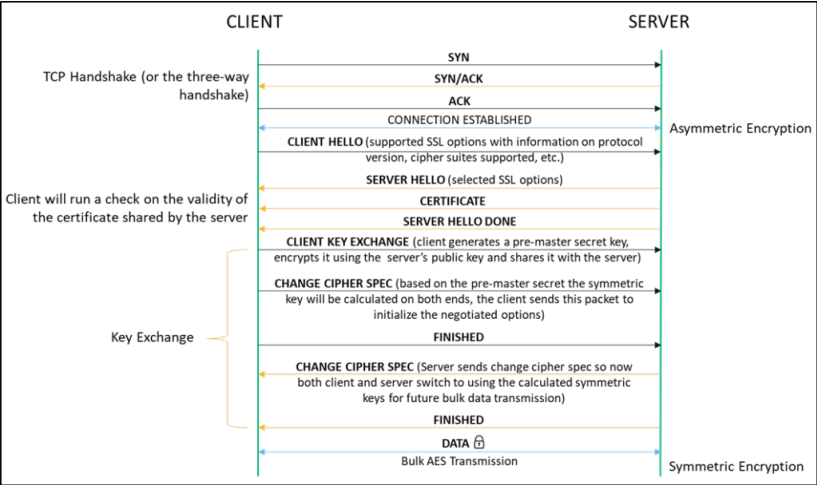 CLIENT
SERVER
SYN
TCP Handshake (or the three-way
handshake)
SYN/ACK
ACK
CONNECTION ESTABLISHED
Asymmetric Encryption
CLIENT HELLO (supported SSL options with information on protocol
version, cipher suites supported, etc.)
SERVER HELLO (selected SSL options)
Client will run a check on the validity of
the certificate shared by the server
CERTIFICATE
SERVER HELLO DONE
CLIENT KEY EXCHANGE (client generates a pre-master secret key,
encrypts it using the server's public key and shares it with the server)
CHANGE CIPHER SPEC (based on the pre-master secret the symmetric
key will be calculated on both ends, the client sends this packet to
initialize the negotiated options)
Key Exchange
FINISHED
CHANGE CIPHER SPEC (Server sends change cipher spec so now
both client and server switch to using the calculated symmetric
keys for future bulk data transmission)
FINISHED
DATA
Bulk AES Transmission
Symmetric Encryption